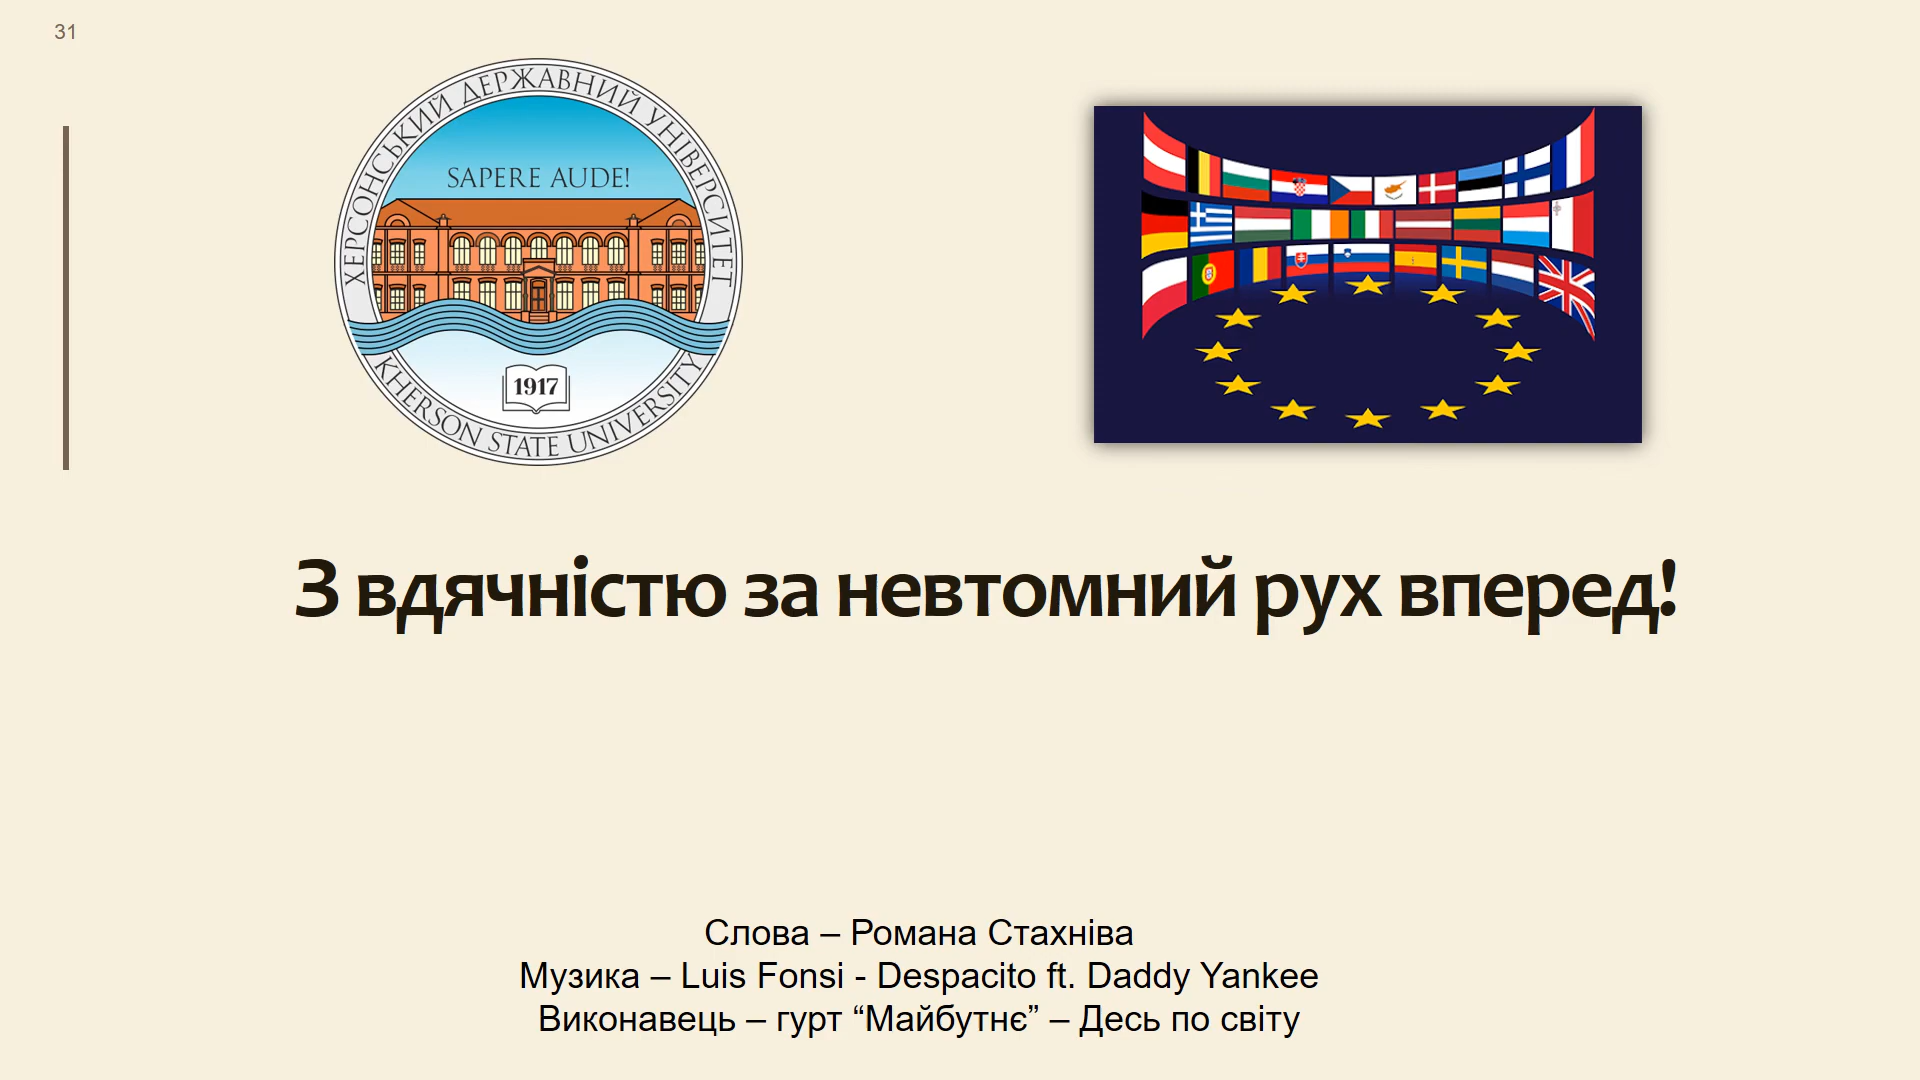 31
ХЕРСОНСЬКИЙ ДЕРЖАВНИЙ УНІВЕРСИТЕТ
SAPERE AUDE!
1917
KHERSON STATE UNIVERSITY
З вдячністю за невтомний рух вперед!
Слова – Романа Стахніва
Музика – Luis Fonsi - Despacito ft. Daddy Yankee
Виконавець – гурт “Майбутнє” – Десь по світу